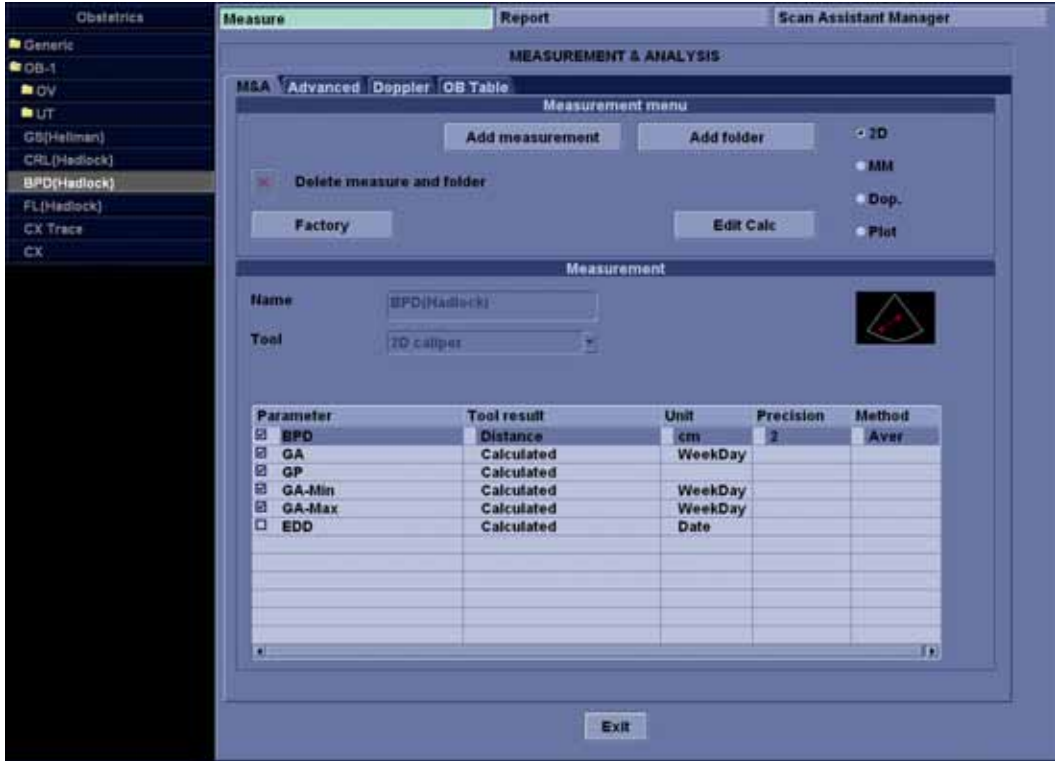 Obstetrics
Generic
OB-1
OV
UT
GS(Hellman)
CRL(Hadlock)
BPD(Hadlock)
FL(Hadlock)
CX Trace
CX
Measure Report Scan Assistant Manager
MEASUREMENT & ANALYSIS
M&A Advanced Doppler OB Table
Measurement menu
Add measurement Add folder 2D
MM
Delete measure and folder
Dop.
Factory Edit Calc
Plot
Measurement
Name BPD(Hadlock)
Tool 2D caliper
Parameter Tool result Unit Precision Method
BPD Distance cm 2 Aver
GA Calculated WeekDay
GP Calculated
GA-Min Calculated WeekDay
GA-Max Calculated WeekDay
EDD Calculated Date
Exit